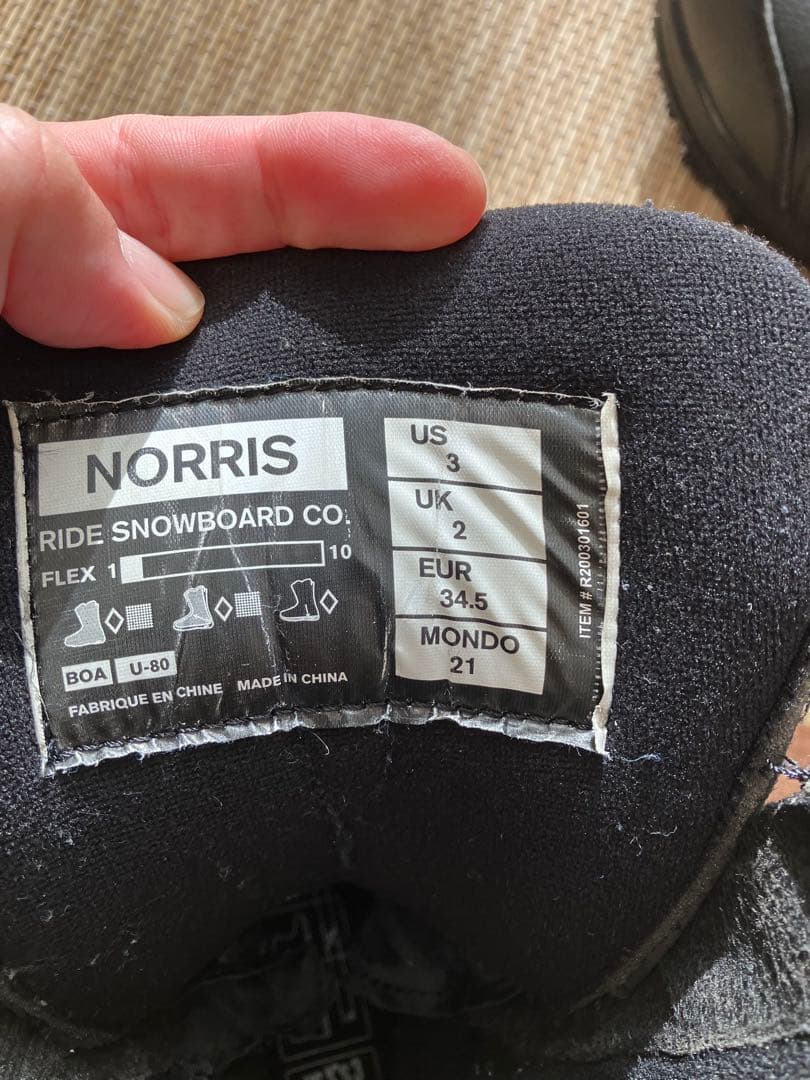 NORRIS
RIDE SNOWBOARD CO.
FLEX 1 10
BOA U-80
FABRIQUE EN CHINE MADE IN CHINA
US
3
UK
2
EUR
34.5
MONDO
21
ITEM # R200301601